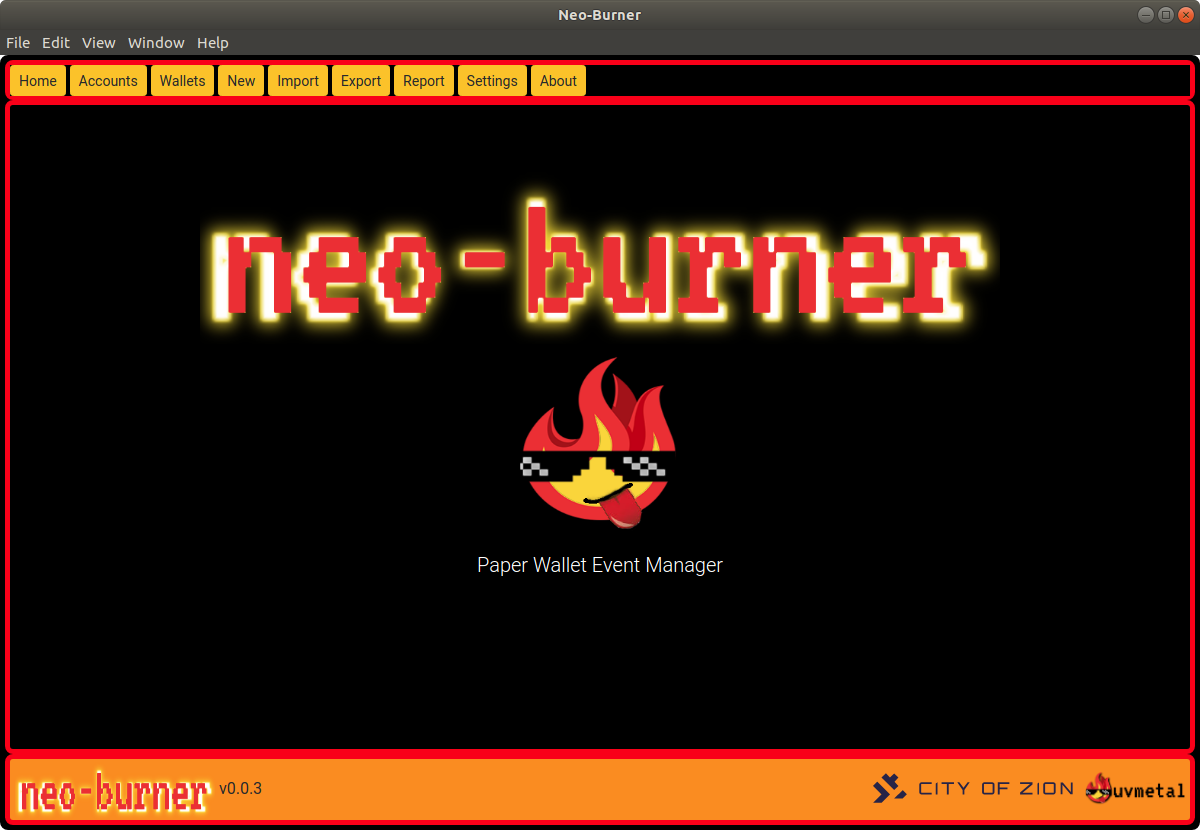 Neo-Burner
File Edit View Window Help
Home Accounts Wallets New Import Export Report Settings About
neo-burner
Paper Wallet Event Manager
neo-burner v0.0.3 CITY OF ZION uvmetal